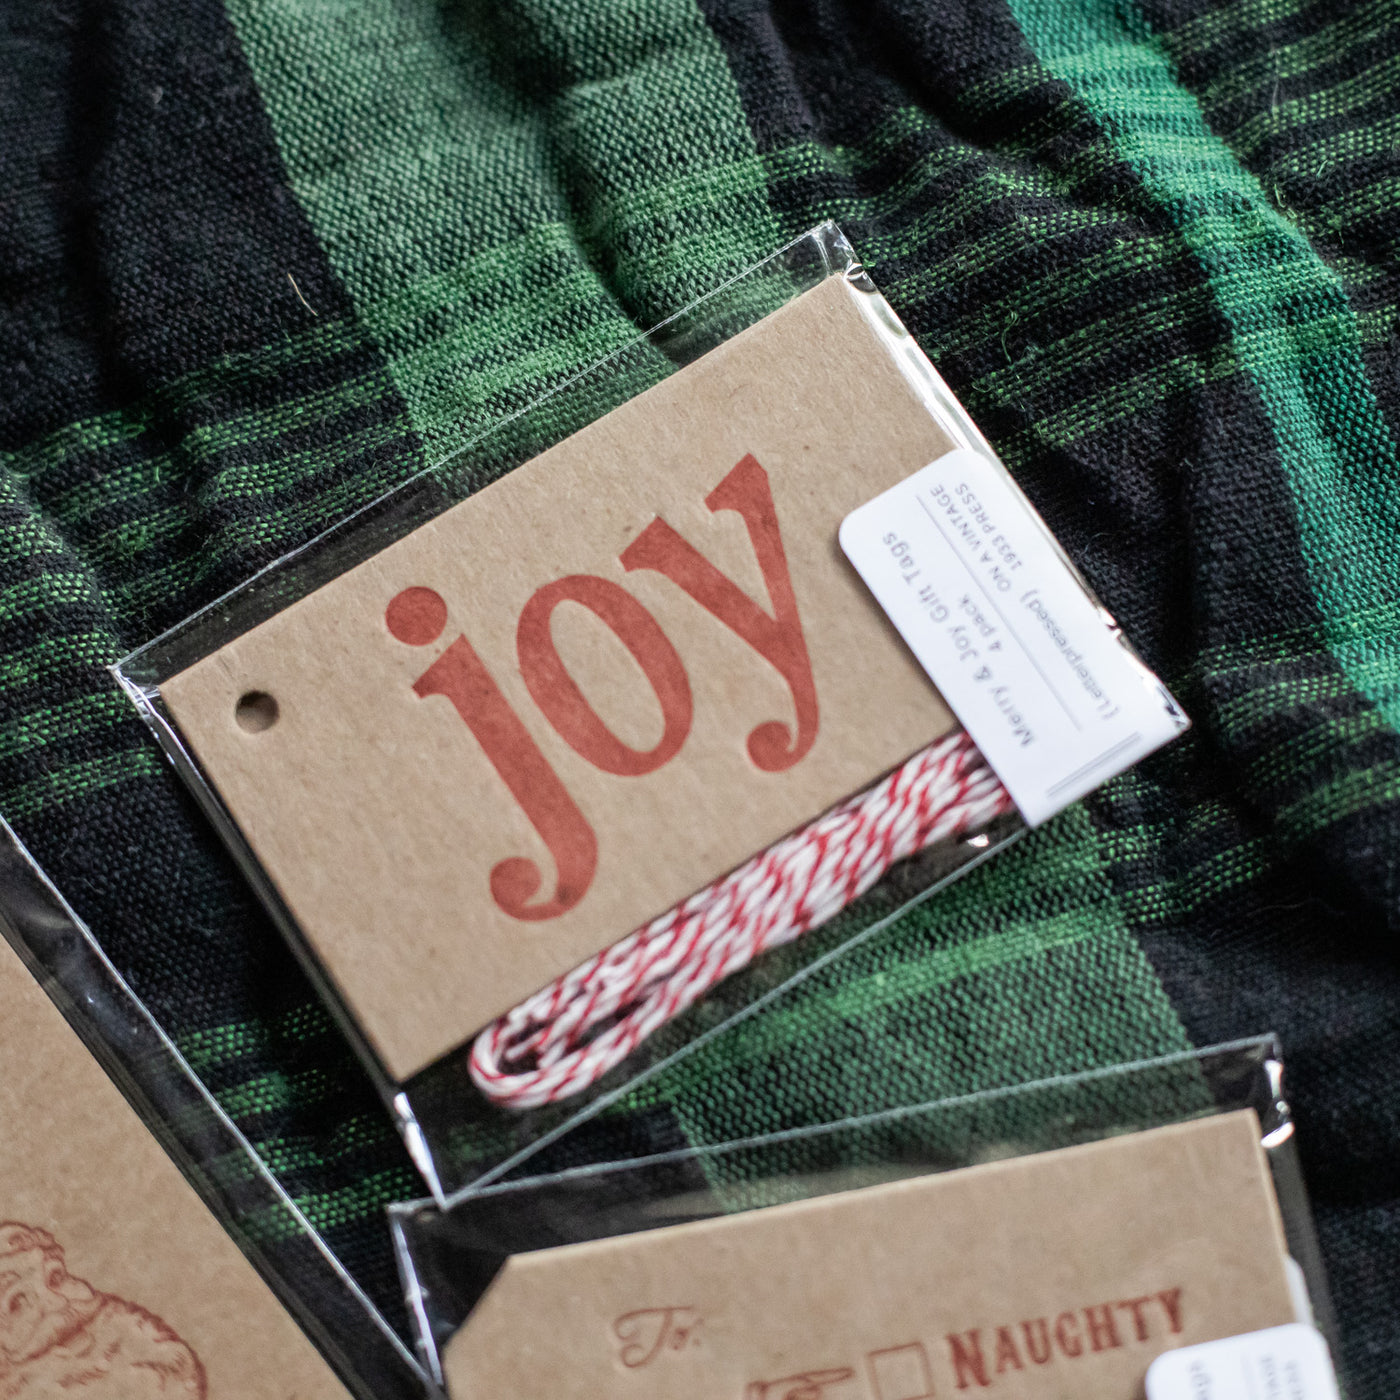 joy
Merry & Joy Gift Tags
4 pack
(Letterpressed)
ON A VINTAGE
1933 PRESS
To:
NAUGHTY